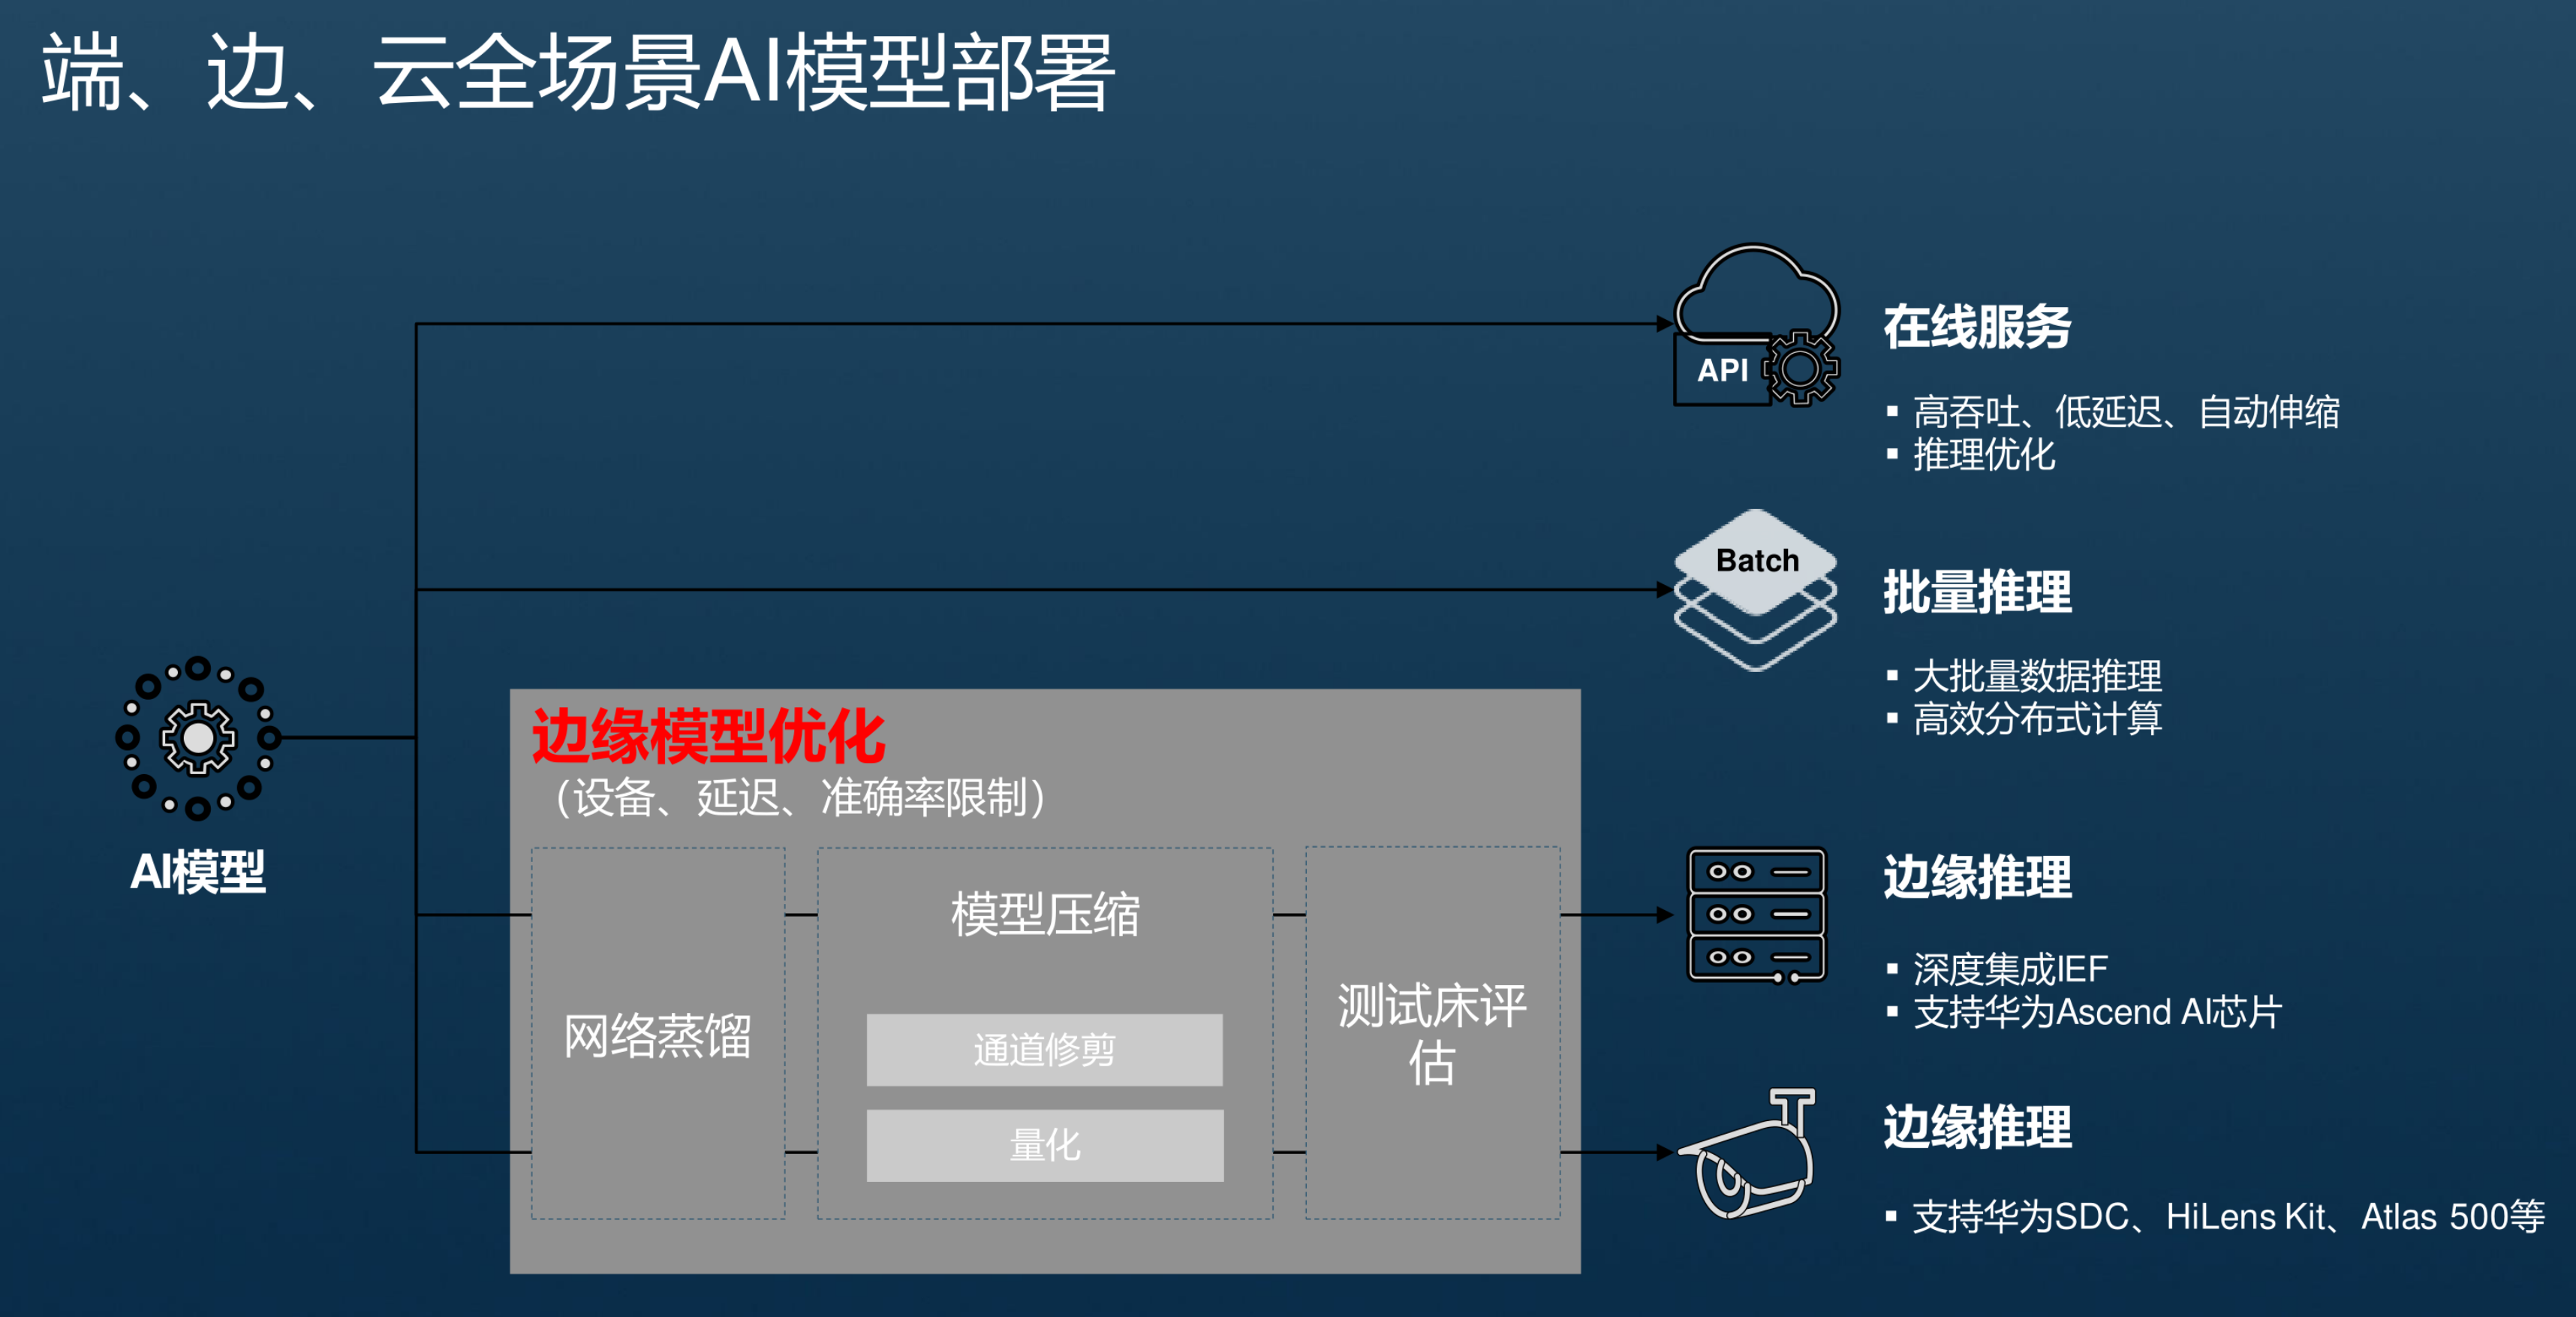 端、边、云全场景AI模型部署
API
在线服务
▪ 高吞吐、低延迟、自动伸缩
▪ 推理优化
Batch
批量推理
▪ 大批量数据推理
▪ 高效分布式计算
AI模型
边缘模型优化
（设备、延迟、准确率限制）
网络蒸馏
模型压缩
通道修剪
量化
测试床评
估
边缘推理
▪ 深度集成IEF
▪ 支持华为Ascend AI芯片
边缘推理
▪ 支持华为SDC、HiLens Kit、Atlas 500等